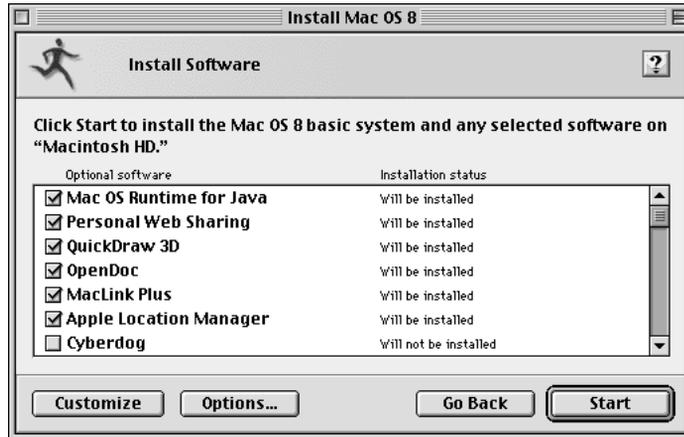 Install Mac OS 8
Install Software
?
Click Start to install the Mac OS 8 basic system and any selected software on
“Macintosh HD.”
Optional software Installation status
Mac OS Runtime for Java Will be installed
Personal Web Sharing Will be installed
QuickDraw 3D Will be installed
OpenDoc Will be installed
MacLink Plus Will be installed
Apple Location Manager Will be installed
Cyberdog Will not be installed
Customize Options... Go Back Start